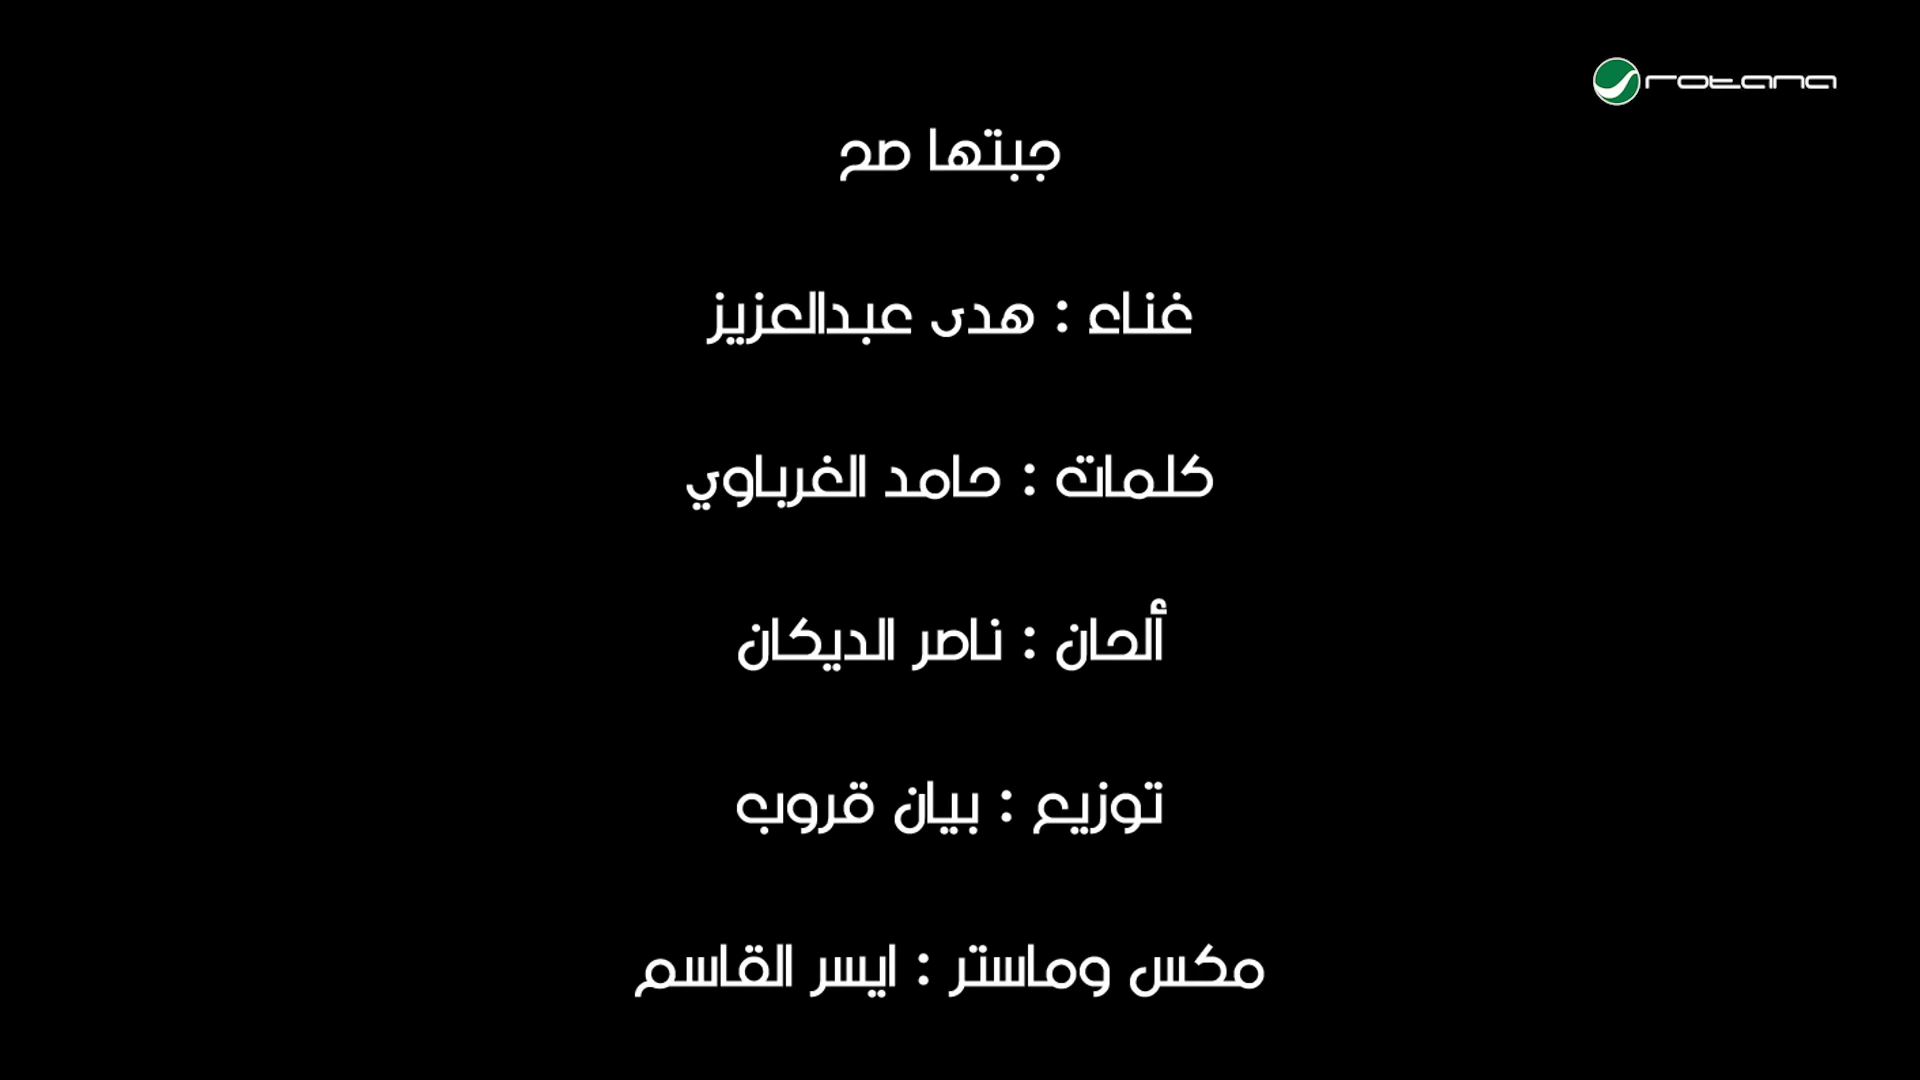 rotana
جبتها صح
غناء : هدى عبدالعزيز
كلمات : حامد الغرباوي
ألحان : ناصر الديكان
توزيع : بيان قروب
مكس وماستر : ايسر القاسم